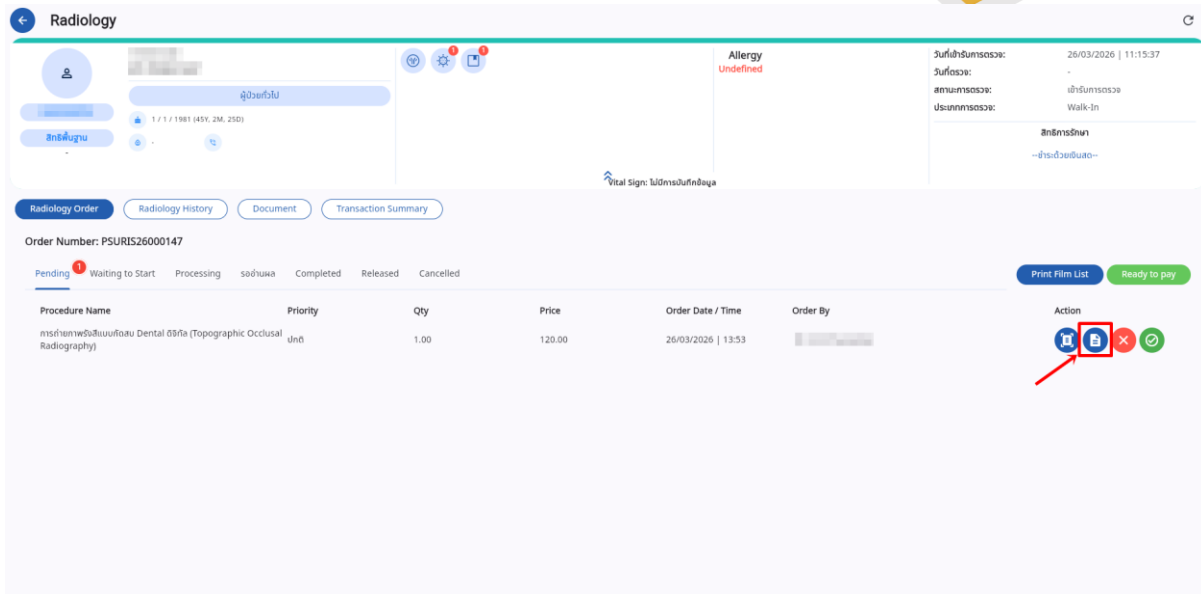 Radiology
ผู้ป่วยทั่วไป
1 / 1 / 1981 (45Y, 2M, 25D)
สิทธิพื้นฐาน
-
-
1
1
Allergy
Undefined
Vital Sign: ไม่มีการบันทึกข้อมูล
วันที่เข้ารับการตรวจ: 26/03/2026 | 11:15:37
วันที่ตรวจ: -
สถานะการตรวจ: เข้ารับการตรวจ
ประเภทการตรวจ: Walk-In
สิทธิการรักษา
--ชำระด้วยเงินสด--
Radiology Order Radiology History Document Transaction Summary
Order Number: PSURIS26000147
Pending 1 Waiting to Start Processing รออ่านผล Completed Released Cancelled Print Film List Ready to pay
Procedure Name Priority Qty Price Order Date / Time Order By Action
การถ่ายภาพรังสีแบบกัดสบ Dental ดิจิทัล (Topographic Occlusal
Radiography) ปกติ 1.00 120.00 26/03/2026 | 13:53